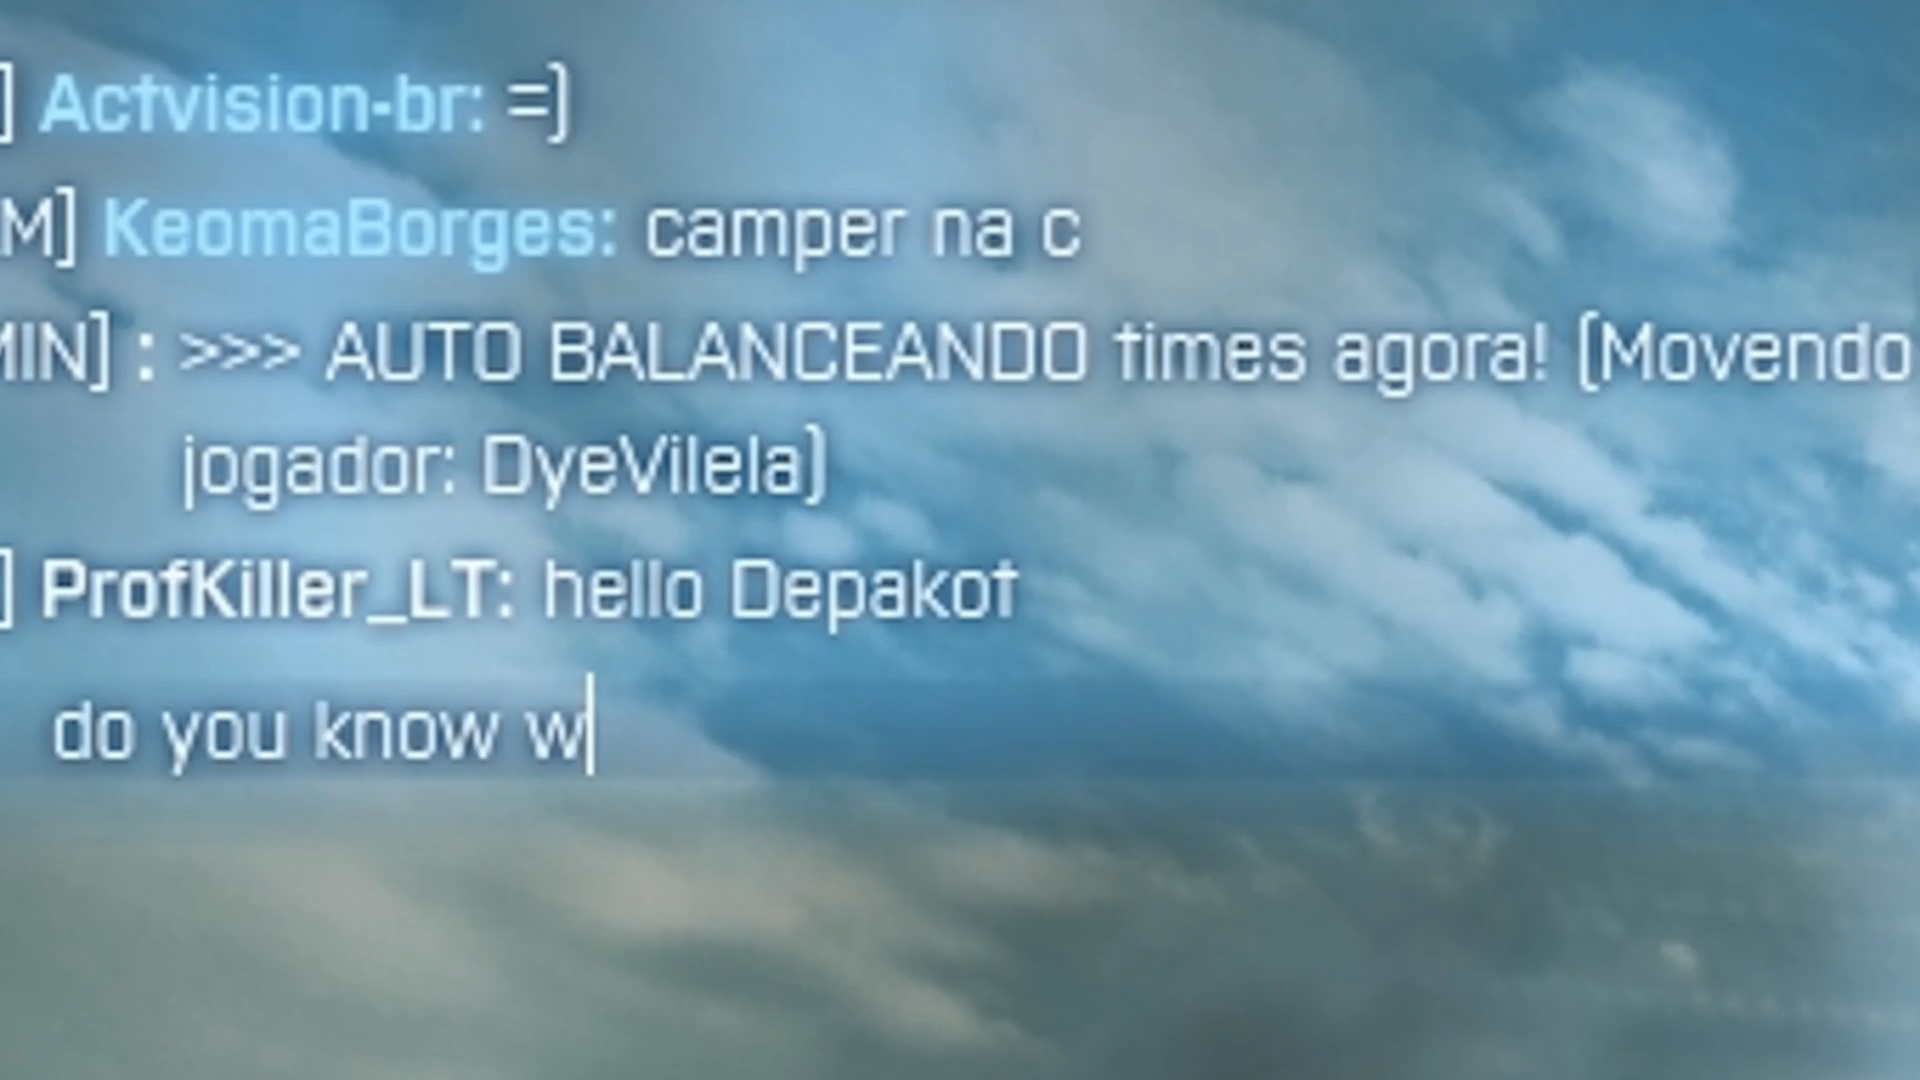 ] Actvision-br: =)
M] KeomaBorges: camper na c
MIN] : >>> AUTO BALANCEANDO times agora! (Movendo
jogador: DyeVilela)
] ProfKiller_LT: hello Depakot
do you know w